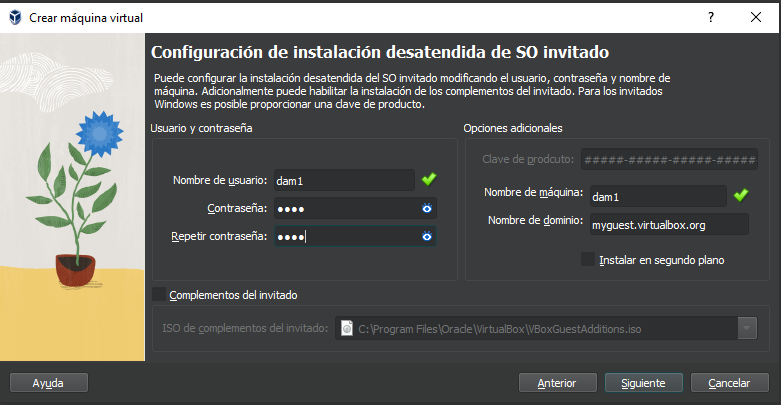 Crear máquina virtual
Configuración de instalación desatendida de SO invitado
Puede configurar la instalación desatendida del SO invitado modificando el usuario, contraseña y nombre de
máquina. Adicionalmente puede habilitar la instalación de los complementos del invitado. Para los invitados
Windows es posible proporcionar una clave de producto.
Usuario y contraseña
Nombre de usuario: dam1
Contraseña: ●●●●
Repetir contraseña: ●●●●
Opciones adicionales
Clave de prodcuto: #####-#####-#####-#####
Nombre de máquina: dam1
Nombre de dominio: myguest.virtualbox.org
Instalar en segundo plano
Complementos del invitado
ISO de complementos del invitado: C:\Program Files\Oracle\VirtualBox\VBoxGuestAdditions.iso
Ayuda
Anterior
Siguiente
Cancelar